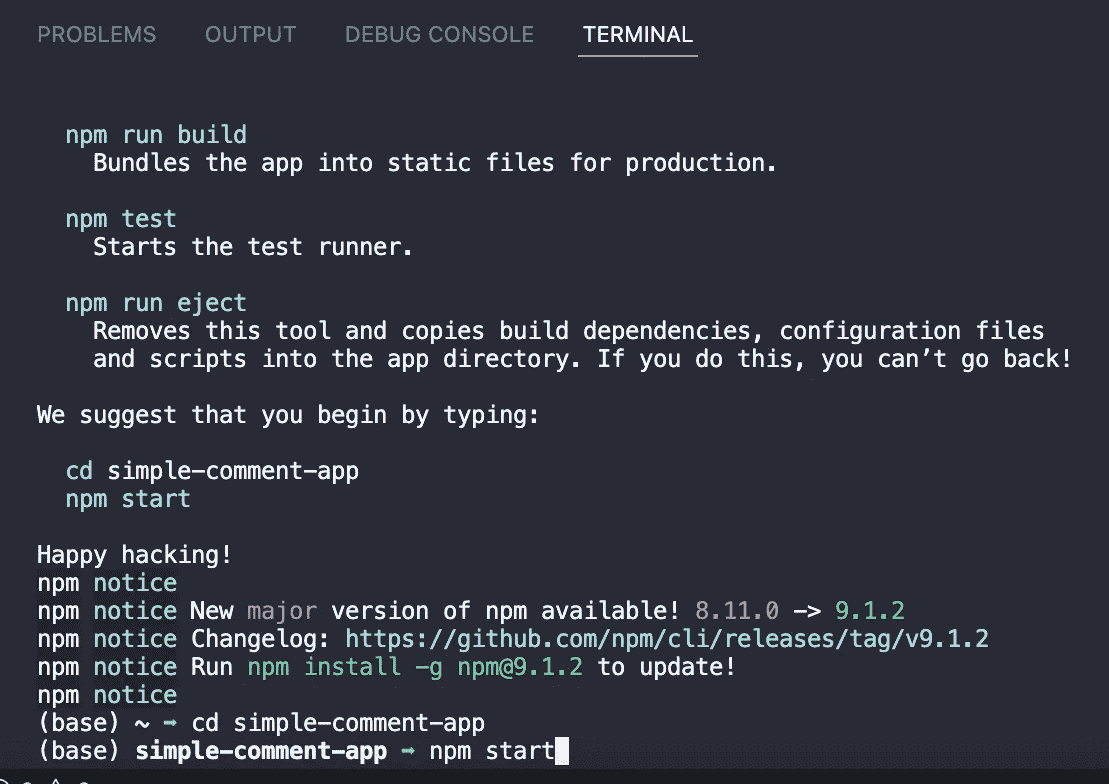 PROBLEMS OUTPUT DEBUG CONSOLE TERMINAL
npm run build
Bundles the app into static files for production.
npm test
Starts the test runner.
npm run eject
Removes this tool and copies build dependencies, configuration files
and scripts into the app directory. If you do this, you can’t go back!
We suggest that you begin by typing:
cd simple-comment-app
npm start
Happy hacking!
npm notice
npm notice New major version of npm available! 8.11.0 -> 9.1.2
npm notice Changelog: https://github.com/npm/cli/releases/tag/v9.1.2
npm notice Run npm install -g npm@9.1.2 to update!
npm notice
(base) ~ ➡ cd simple-comment-app
(base) simple-comment-app ➡ npm start